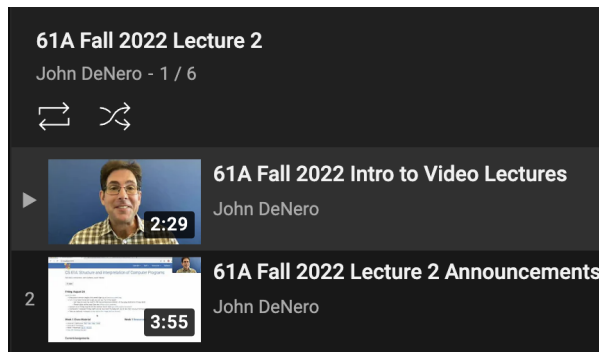 61A Fall 2022 Lecture 2
John DeNero - 1 / 6
61A Fall 2022 Intro to Video Lectures
John DeNero
2:29
61A Fall 2022 Lecture 2 Announcements
John DeNero
2
3:55